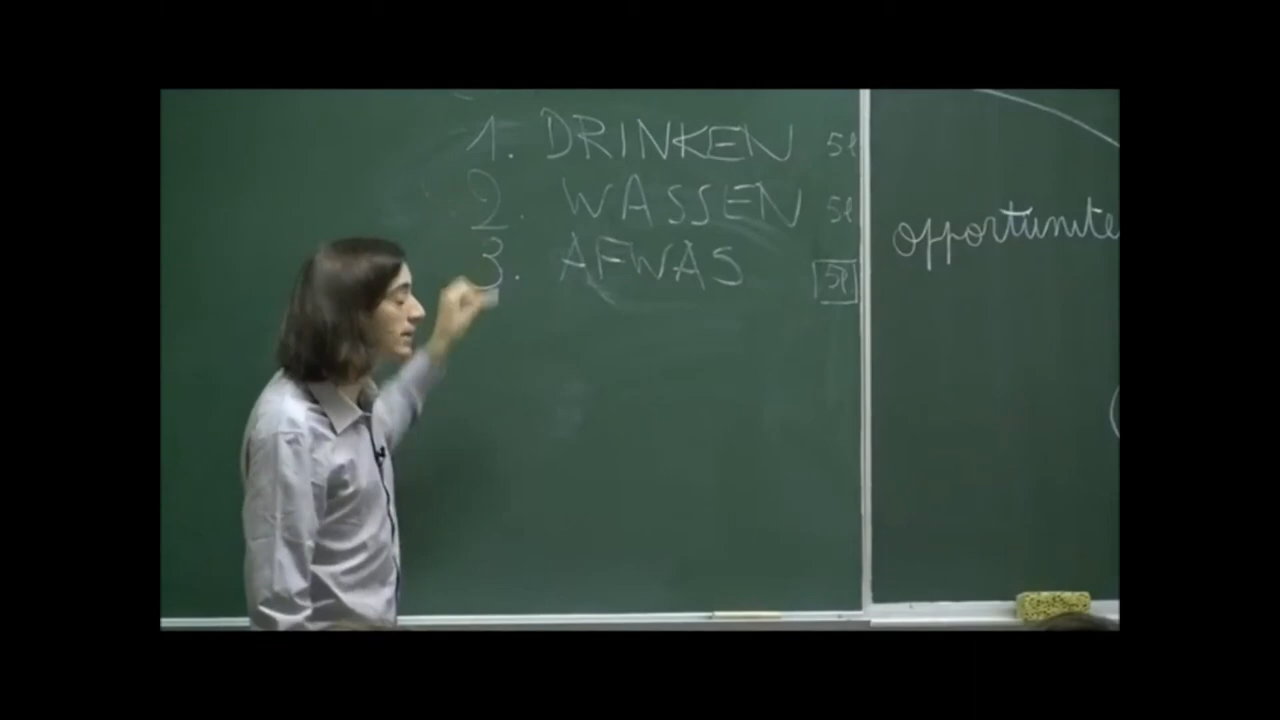 1. DRINKEN 5l
2. WASSEN 5l
3. AFWAS 5l
opportunite